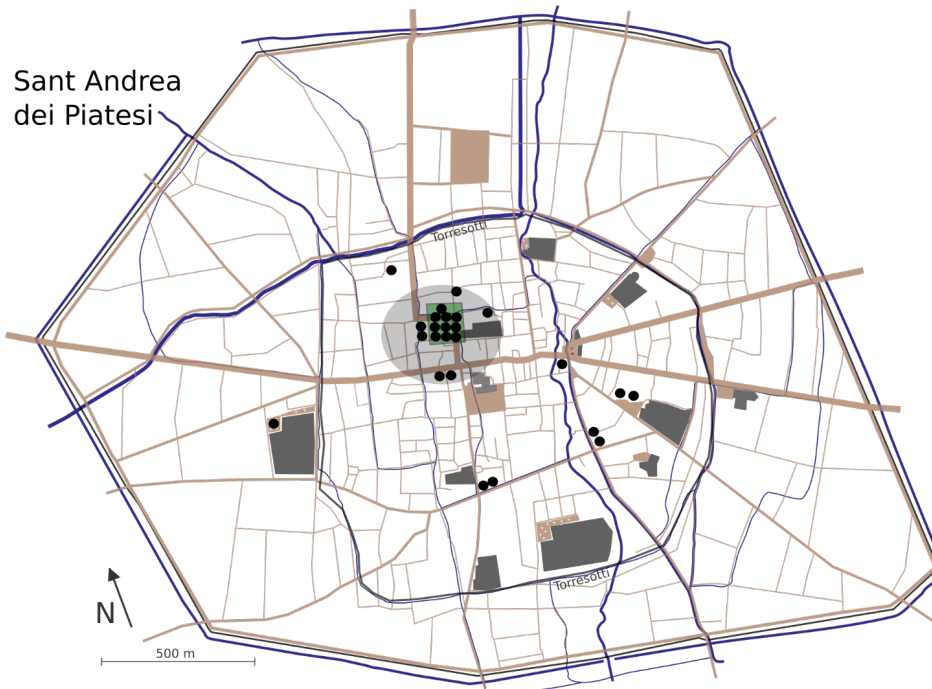 Sant Andrea
dei Piatesi
Torresotti
Torresotti
N
500 m